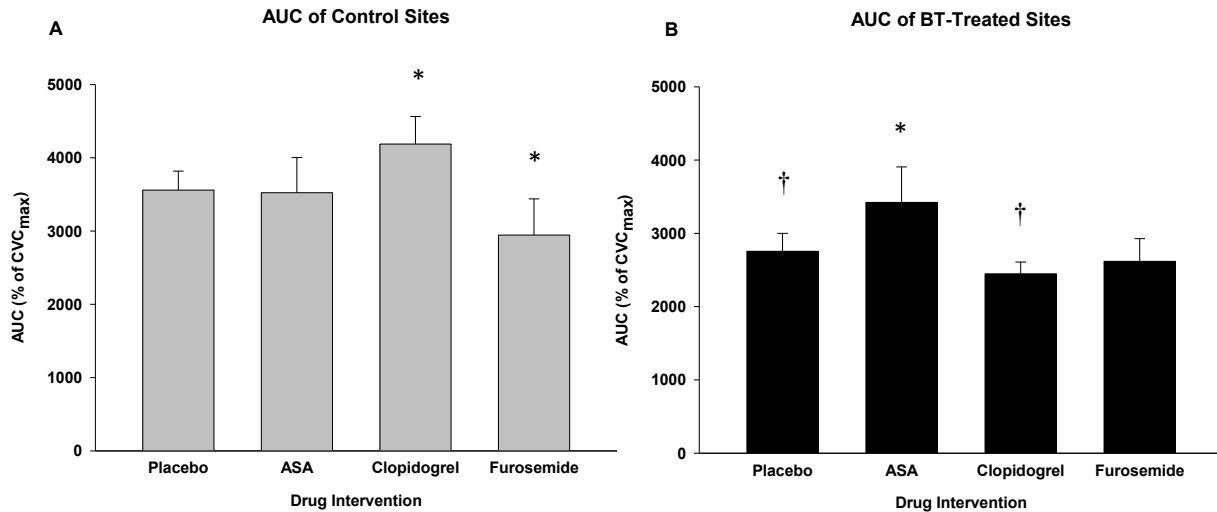 AUC of Control Sites
A
*
*
5000
4000
3000
2000
1000
0
AUC (% of CVCmax)
Placebo ASA Clopidogrel Furosemide
Drug Intervention
AUC of BT-Treated Sites
B
*
†
†
5000
4000
3000
2000
1000
0
AUC (% of CVCmax)
Placebo ASA Clopidogrel Furosemide
Drug Intervention